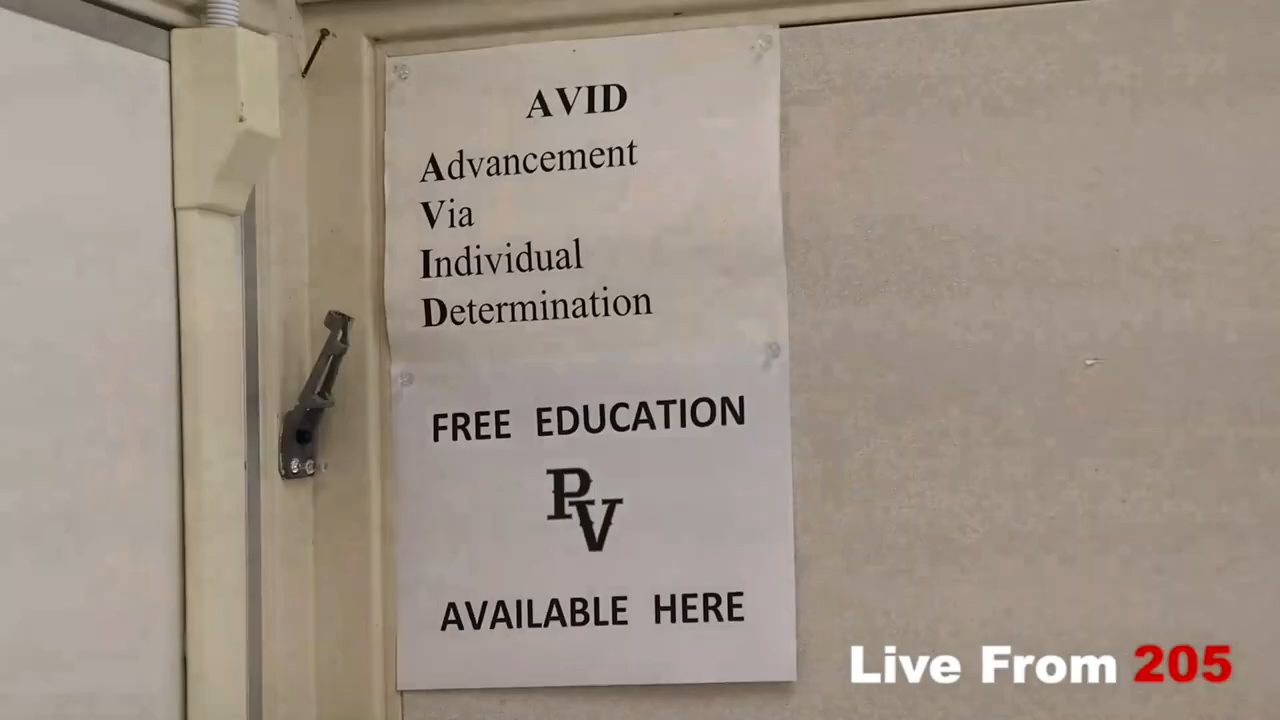 AVID
Advancement
Via
Individual
Determination
FREE EDUCATION
PV
AVAILABLE HERE
Live From 205